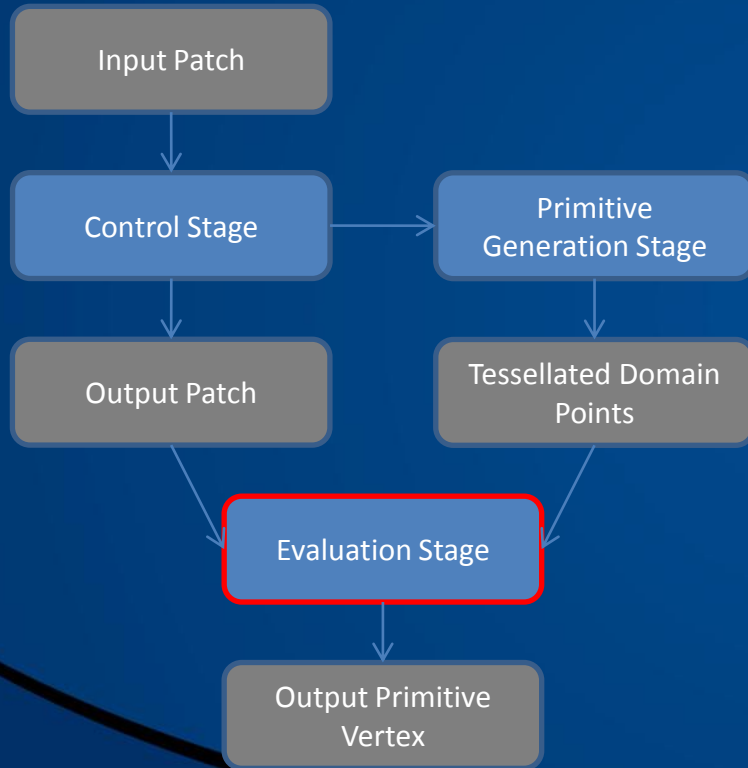 Input Patch
Control Stage
Primitive
Generation Stage
Output Patch
Tessellated Domain
Points
Evaluation Stage
Output Primitive
Vertex